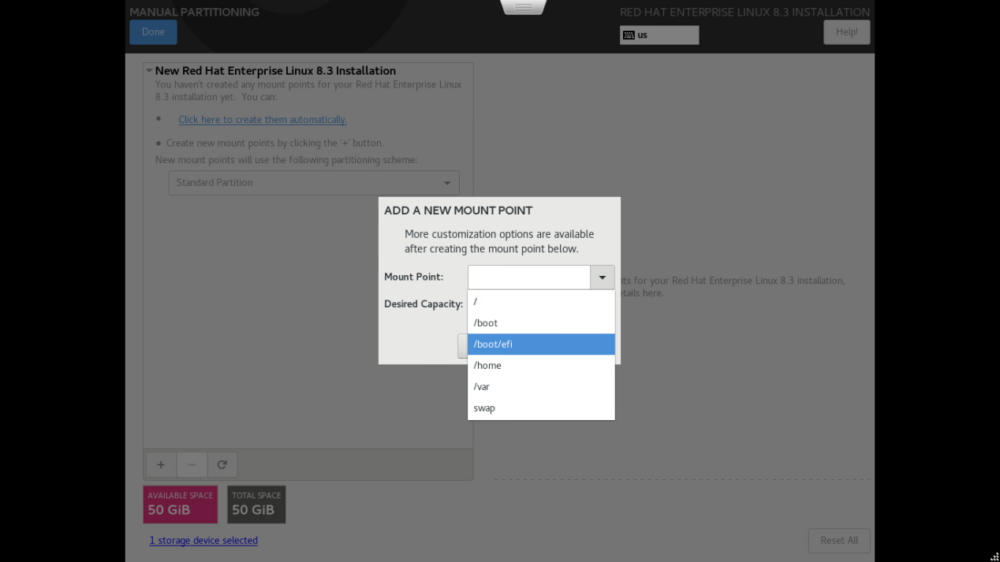 MANUAL PARTITIONING
RED HAT ENTERPRISE LINUX 8.3 INSTALLATION
Done
us
Help!
New Red Hat Enterprise Linux 8.3 Installation
You haven't created any mount points for your Red Hat Enterprise Linux
8.3 installation yet. You can:
• Click here to create them automatically.
• Create new mount points by clicking the '+' button.
New mount points will use the following partitioning scheme:
Standard Partition
ADD A NEW MOUNT POINT
More customization options are available
after creating the mount point below.
Mount Point:
Desired Capacity:
/
/boot
/boot/efi
/home
/var
swap
for your Red Hat Enterprise Linux 8.3 installation,
here.
+ −
AVAILABLE SPACE
50 GiB
TOTAL SPACE
50 GiB
1 storage device selected
Reset All